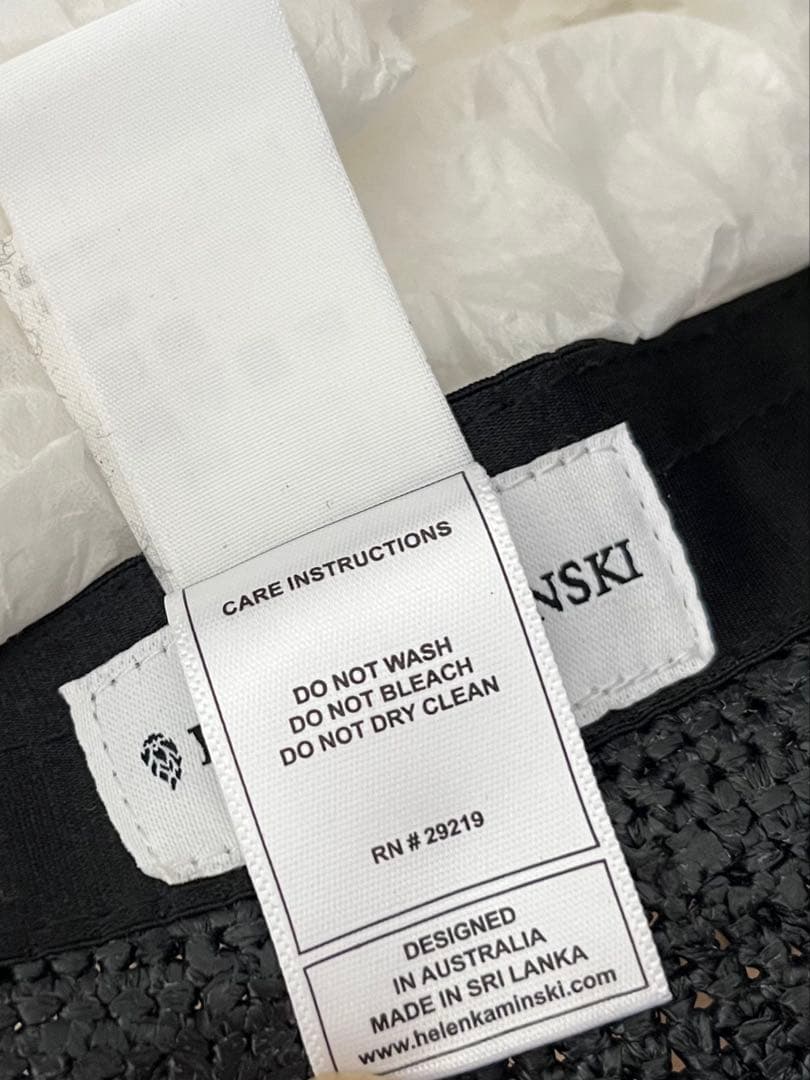 CARE INSTRUCTIONS
DO NOT WASH
DO NOT BLEACH
DO NOT DRY CLEAN
RN # 29219
DESIGNED
IN AUSTRALIA
MADE IN SRI LANKA
www.helenkaminski.com
NSKI